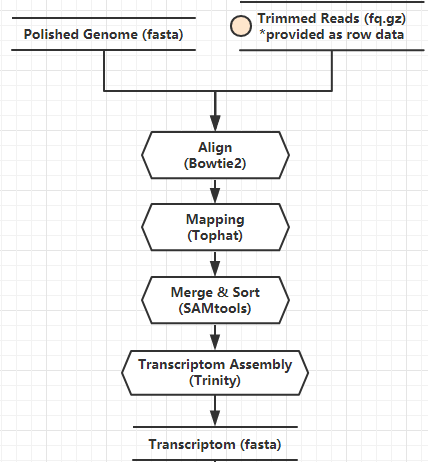 Polished Genome (fasta)
Trimmed Reads (fq.gz)
*provided as row data
Align
(Bowtie2)
Mapping
(Tophat)
Merge & Sort
(SAMtools)
Transcriptom Assembly
(Trinity)
Transcriptom (fasta)